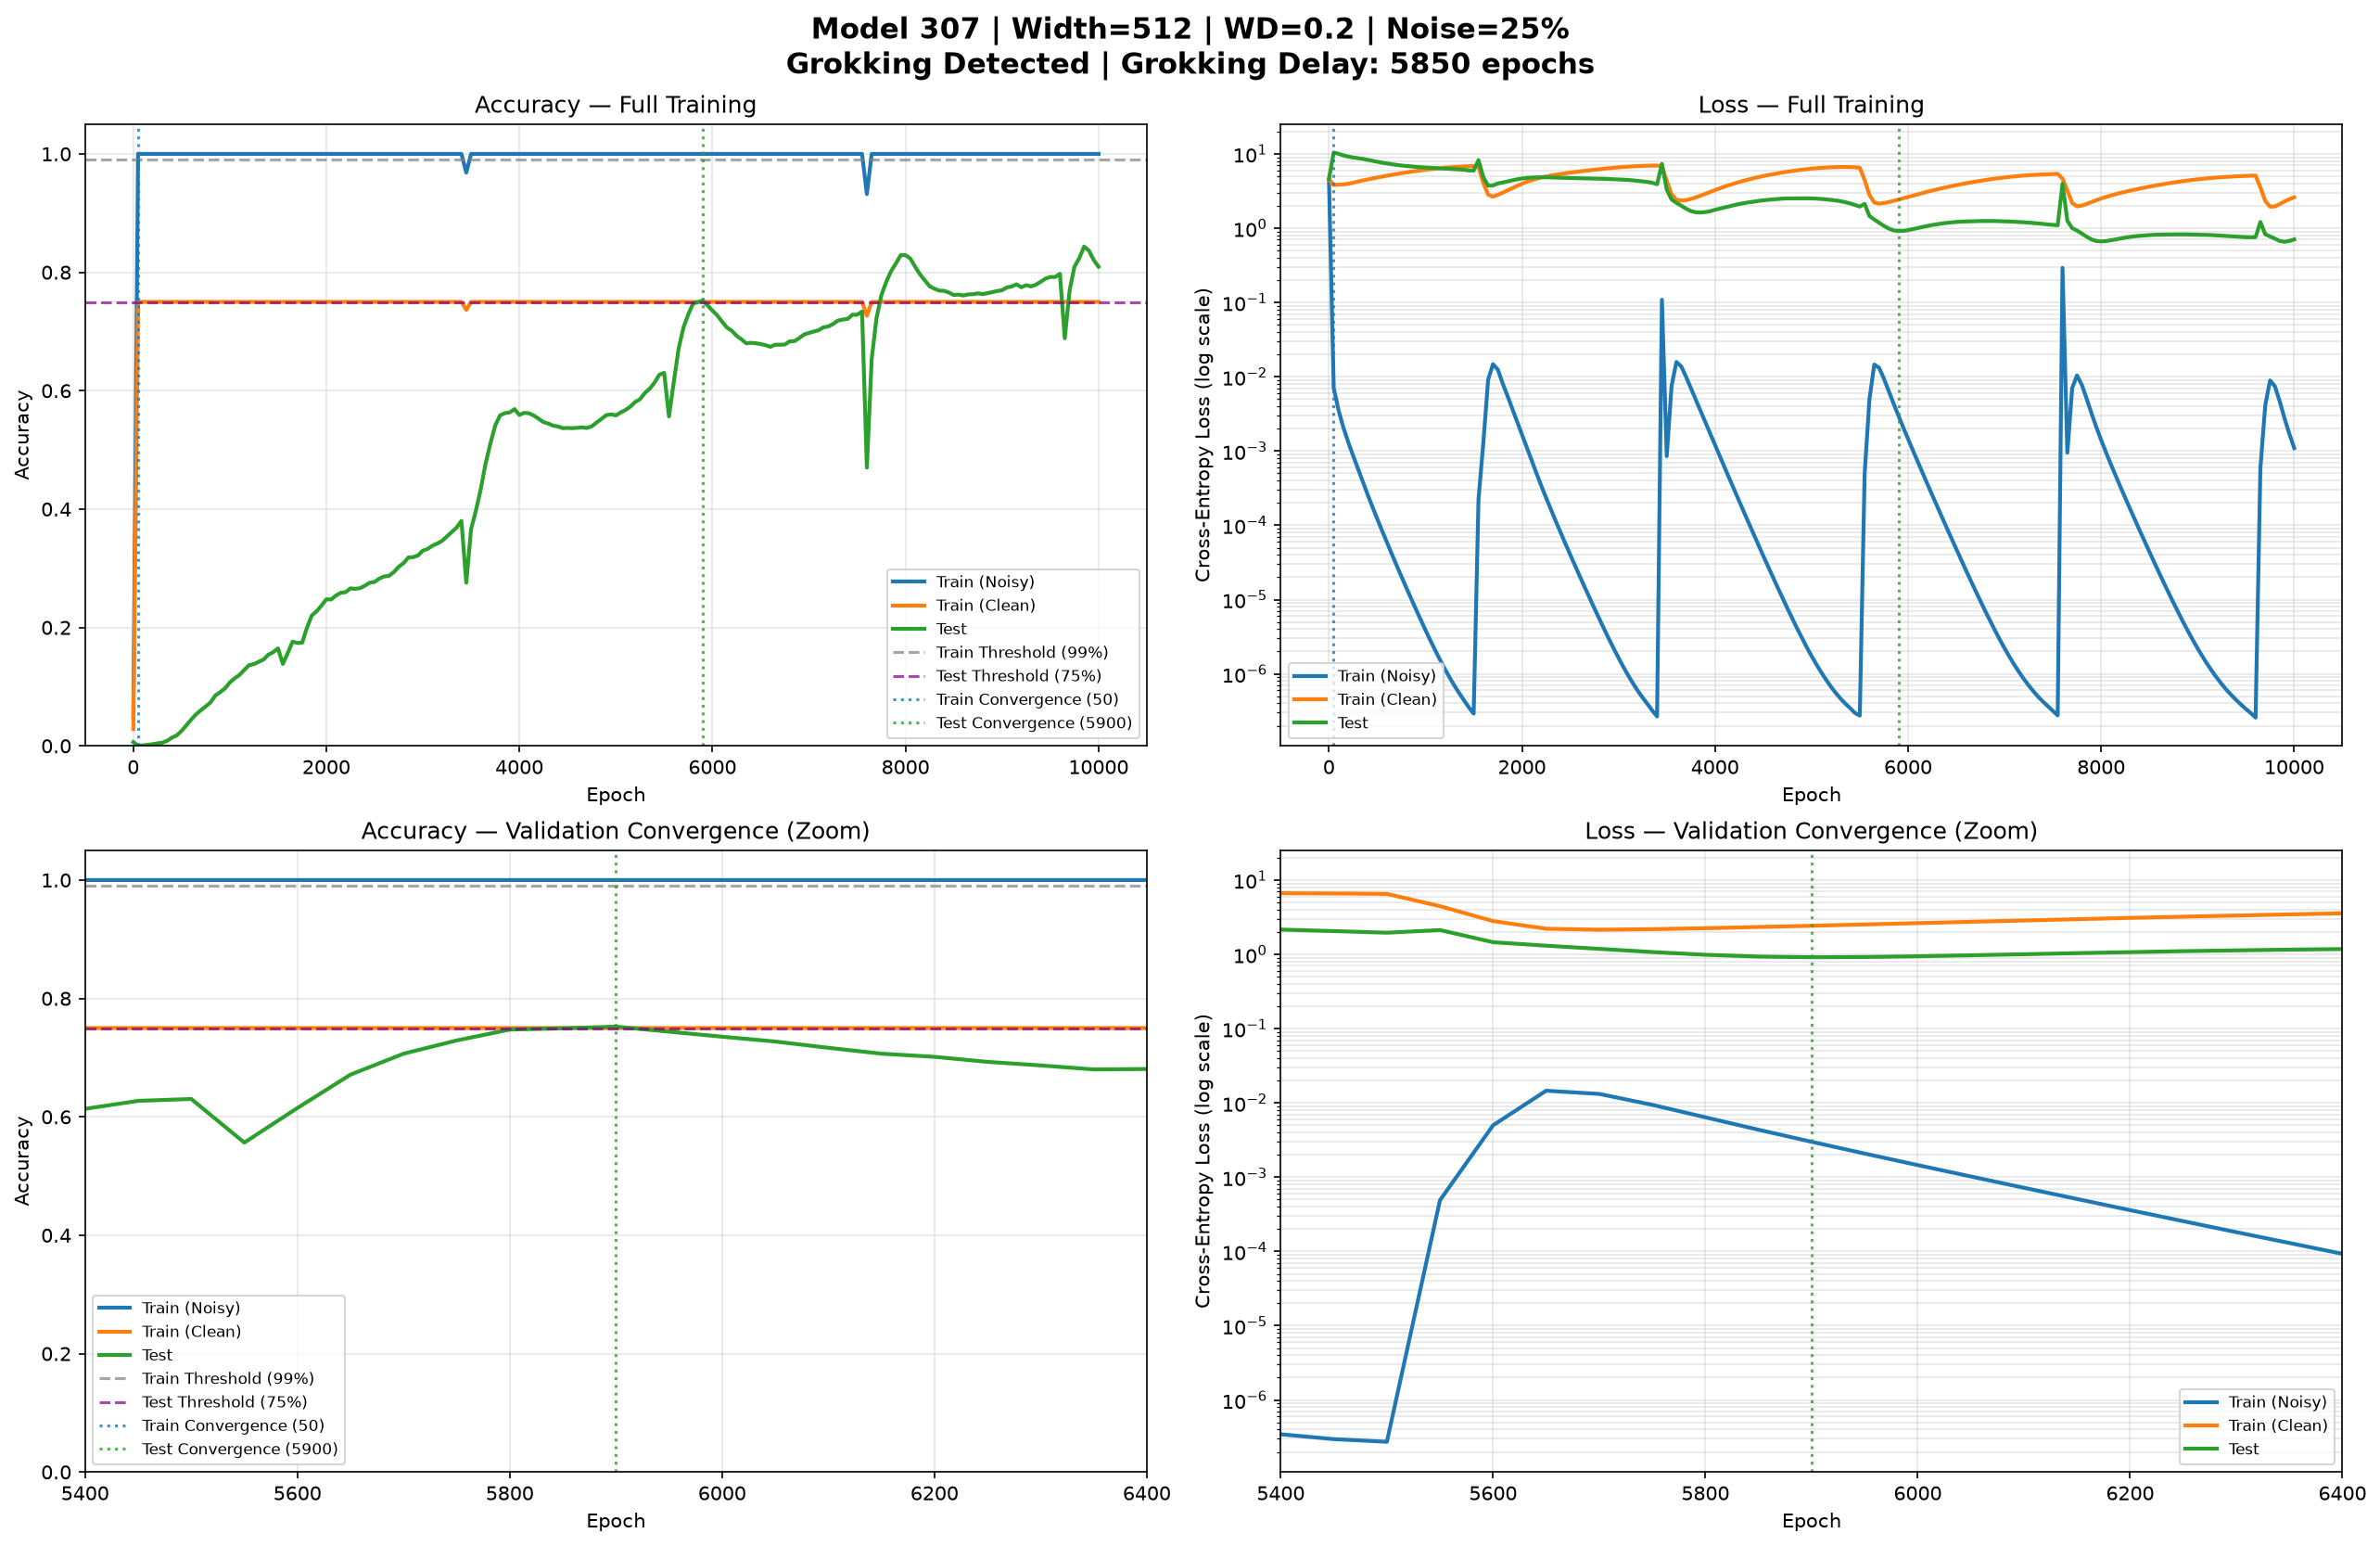 Model 307 | Width=512 | WD=0.2 | Noise=25%
Grokking Detected | Grokking Delay: 5850 epochs
Accuracy — Full Training
Accuracy
1.0
0.8
0.6
0.4
0.2
0.0
0 2000 4000 6000 8000 10000
Epoch
Train (Noisy)
Train (Clean)
Test
Train Threshold (99%)
Test Threshold (75%)
Train Convergence (50)
Test Convergence (5900)
Loss — Full Training
Cross-Entropy Loss (log scale)
10¹
10⁰
10⁻¹
10⁻²
10⁻³
10⁻⁴
10⁻⁵
10⁻⁶
0 2000 4000 6000 8000 10000
Epoch
Train (Noisy)
Train (Clean)
Test
Accuracy — Validation Convergence (Zoom)
Accuracy
1.0
0.8
0.6
0.4
0.2
0.0
5400 5600 5800 6000 6200 6400
Epoch
Train (Noisy)
Train (Clean)
Test
Train Threshold (99%)
Test Threshold (75%)
Train Convergence (50)
Test Convergence (5900)
Loss — Validation Convergence (Zoom)
Cross-Entropy Loss (log scale)
10¹
10⁰
10⁻¹
10⁻²
10⁻³
10⁻⁴
10⁻⁵
10⁻⁶
5400 5600 5800 6000 6200 6400
Epoch
Train (Noisy)
Train (Clean)
Test